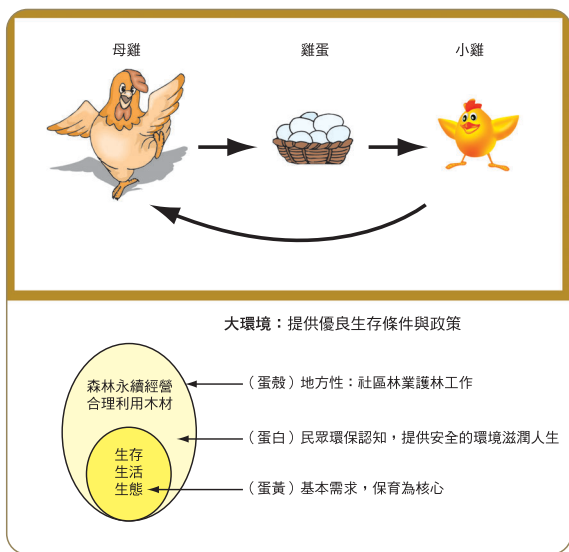 母雞
雞蛋
小雞
大環境：提供優良生存條件與政策
森林永續經營
合理利用木材
（蛋殼）地方性：社區林業護林工作
（蛋白）民眾環保認知，提供安全的環境滋潤人生
生存
生活
生態
（蛋黃）基本需求，保育為核心